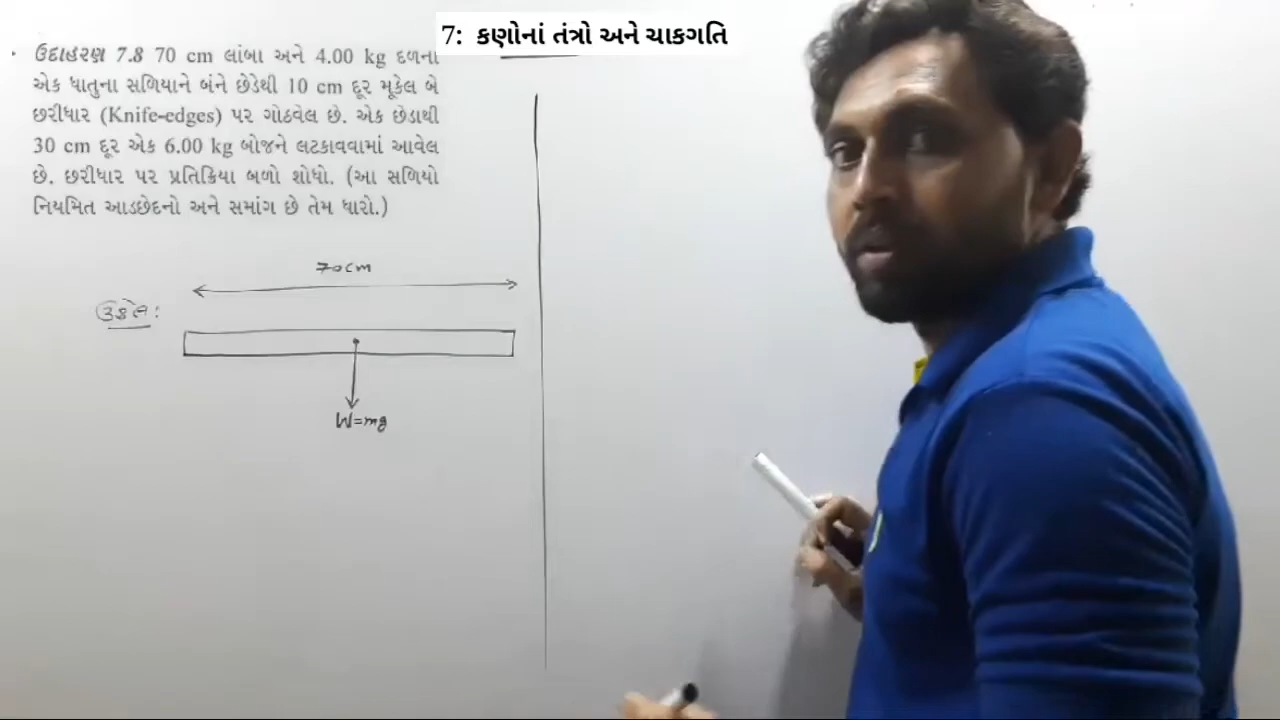 7: કણોનાં તંત્રો અને ચાકગતિ
ઉદાહરણ 7.8 70 cm લાંબા અને 4.00 kg દળના
એક ધાતુના સળિયાને બંને છેડેથી 10 cm દૂર મૂકેલ બે
છરીધાર (Knife-edges) પર ગોઠવેલ છે. એક છેડાથી
30 cm દૂર એક 6.00 kg બોજને લટકાવવામાં આવેલ
છે. છરીધાર પર પ્રતિક્રિયા બળો શોધો. (આ સળિયો
નિયમિત આડછેદનો અને સમાંગ છે તેમ ધારો.)
70cm
ઉકેલ:
W=mg